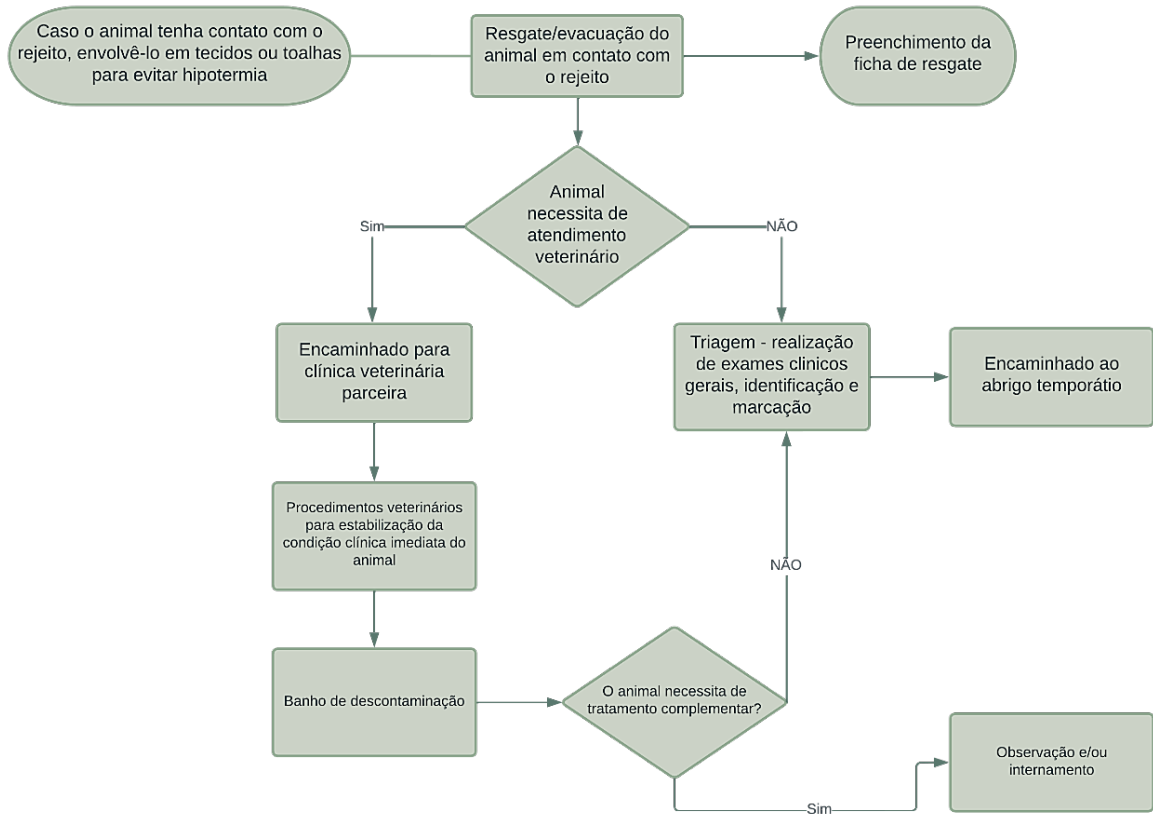 Caso o animal tenha contato com o
rejeito, envolvê-lo em tecidos ou toalhas
para evitar hipotermia
Resgate/evacuação do
animal em contato com
o rejeito
Preenchimento da
ficha de resgate
Animal
necessita de
atendimento
veterinário
Sim
NÃO
Encaminhado para
clínica veterinária
parceira
Triagem - realização
de exames clinicos
gerais, identificação e
marcação
Encaminhado ao
abrigo temporátio
Procedimentos veterinários
para estabilização da
condição clínica imediata do
animal
NÃO
Banho de descontaminação
O animal necessita de
tratamento complementar?
Observação e/ou
internamento
Sim